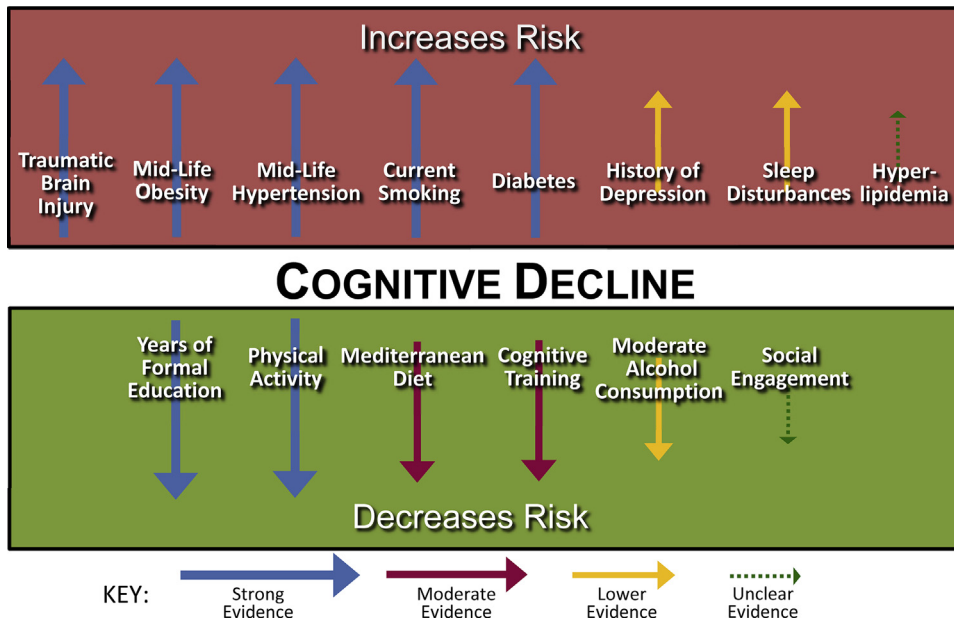 Increases Risk
Traumatic
Brain
Injury
Mid-Life
Obesity
Mid-Life
Hypertension
Current
Smoking
Diabetes
History of
Depression
Sleep
Disturbances
Hyper-
lipidemia
COGNITIVE DECLINE
Years of
Formal
Education
Physical
Activity
Mediterranean
Diet
Cognitive
Training
Moderate
Alcohol
Consumption
Social
Engagement
Decreases Risk
KEY:
Strong
Evidence
Moderate
Evidence
Lower
Evidence
Unclear
Evidence